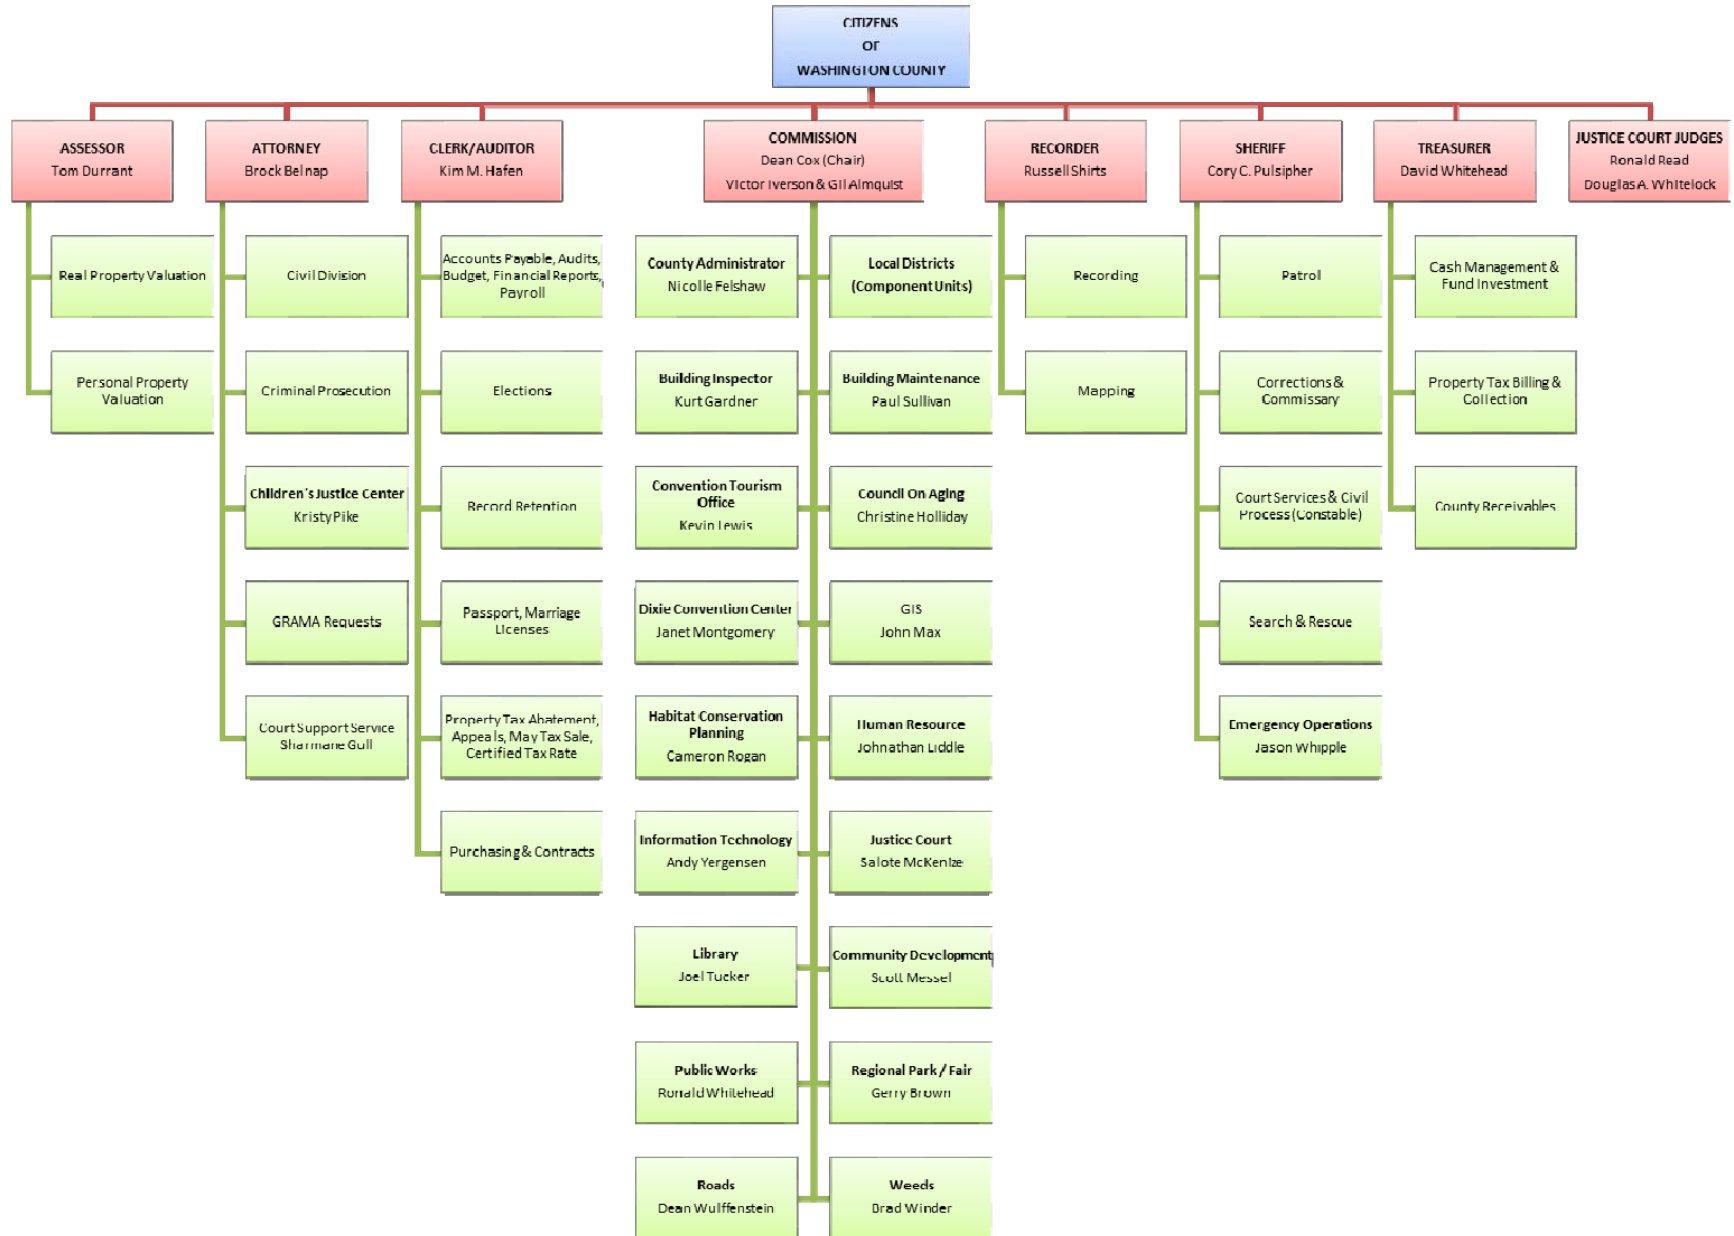 CITIZENS
OF
WASHINGTON COUNTY
ASSESSOR
Tom Durrant
ATTORNEY
Brock Belnap
CLERK/AUDITOR
Kim M. Hafen
COMMISSION
Dean Cox (Chair)
Victor Iverson & Gil Almquist
RECORDER
Russell Shirts
SHERIFF
Cory C. Pulsipher
TREASURER
David Whitehead
JUSTICE COURT JUDGES
Ronald Read
Douglas A. Whitelock
Real Property Valuation
Personal Property
Valuation
Civil Division
Criminal Prosecution
Children's Justice Center
Kristy Pike
GRAMA Requests
Court Support Service
Sharmane Gull
Accounts Payable, Audits,
Budget, Financial Reports,
Payroll
Elections
Record Retention
Passport, Marriage
Licenses
Property Tax Abatement,
Appeals, May Tax Sale,
Certified Tax Rate
Purchasing & Contracts
County Administrator
Nicolle Felshaw
Local Districts
(Component Units)
Building Inspector
Kurt Gardner
Building Maintenance
Paul Sullivan
Convention Tourism
Office
Kevin Lewis
Council On Aging
Christine Holliday
Dixie Convention Center
Janet Montgomery
GIS
John Max
Habitat Conservation
Planning
Cameron Rogan
Human Resource
Johnathan Liddle
Information Technology
Andy Yergensen
Justice Court
Salote McKenize
Library
Joel Tucker
Community Development
Scott Messel
Public Works
Ronald Whitehead
Regional Park / Fair
Gerry Brown
Roads
Dean Wulffenstein
Weeds
Brad Winder
Recording
Mapping
Patroll
Corrections &
Commissary
Court Services & Civil
Process (Constable)
Search & Rescue
Emergency Operations
Jason Whipple
Cash Management &
Fund Investment
Property Tax Billing &
Collection
County Receivables